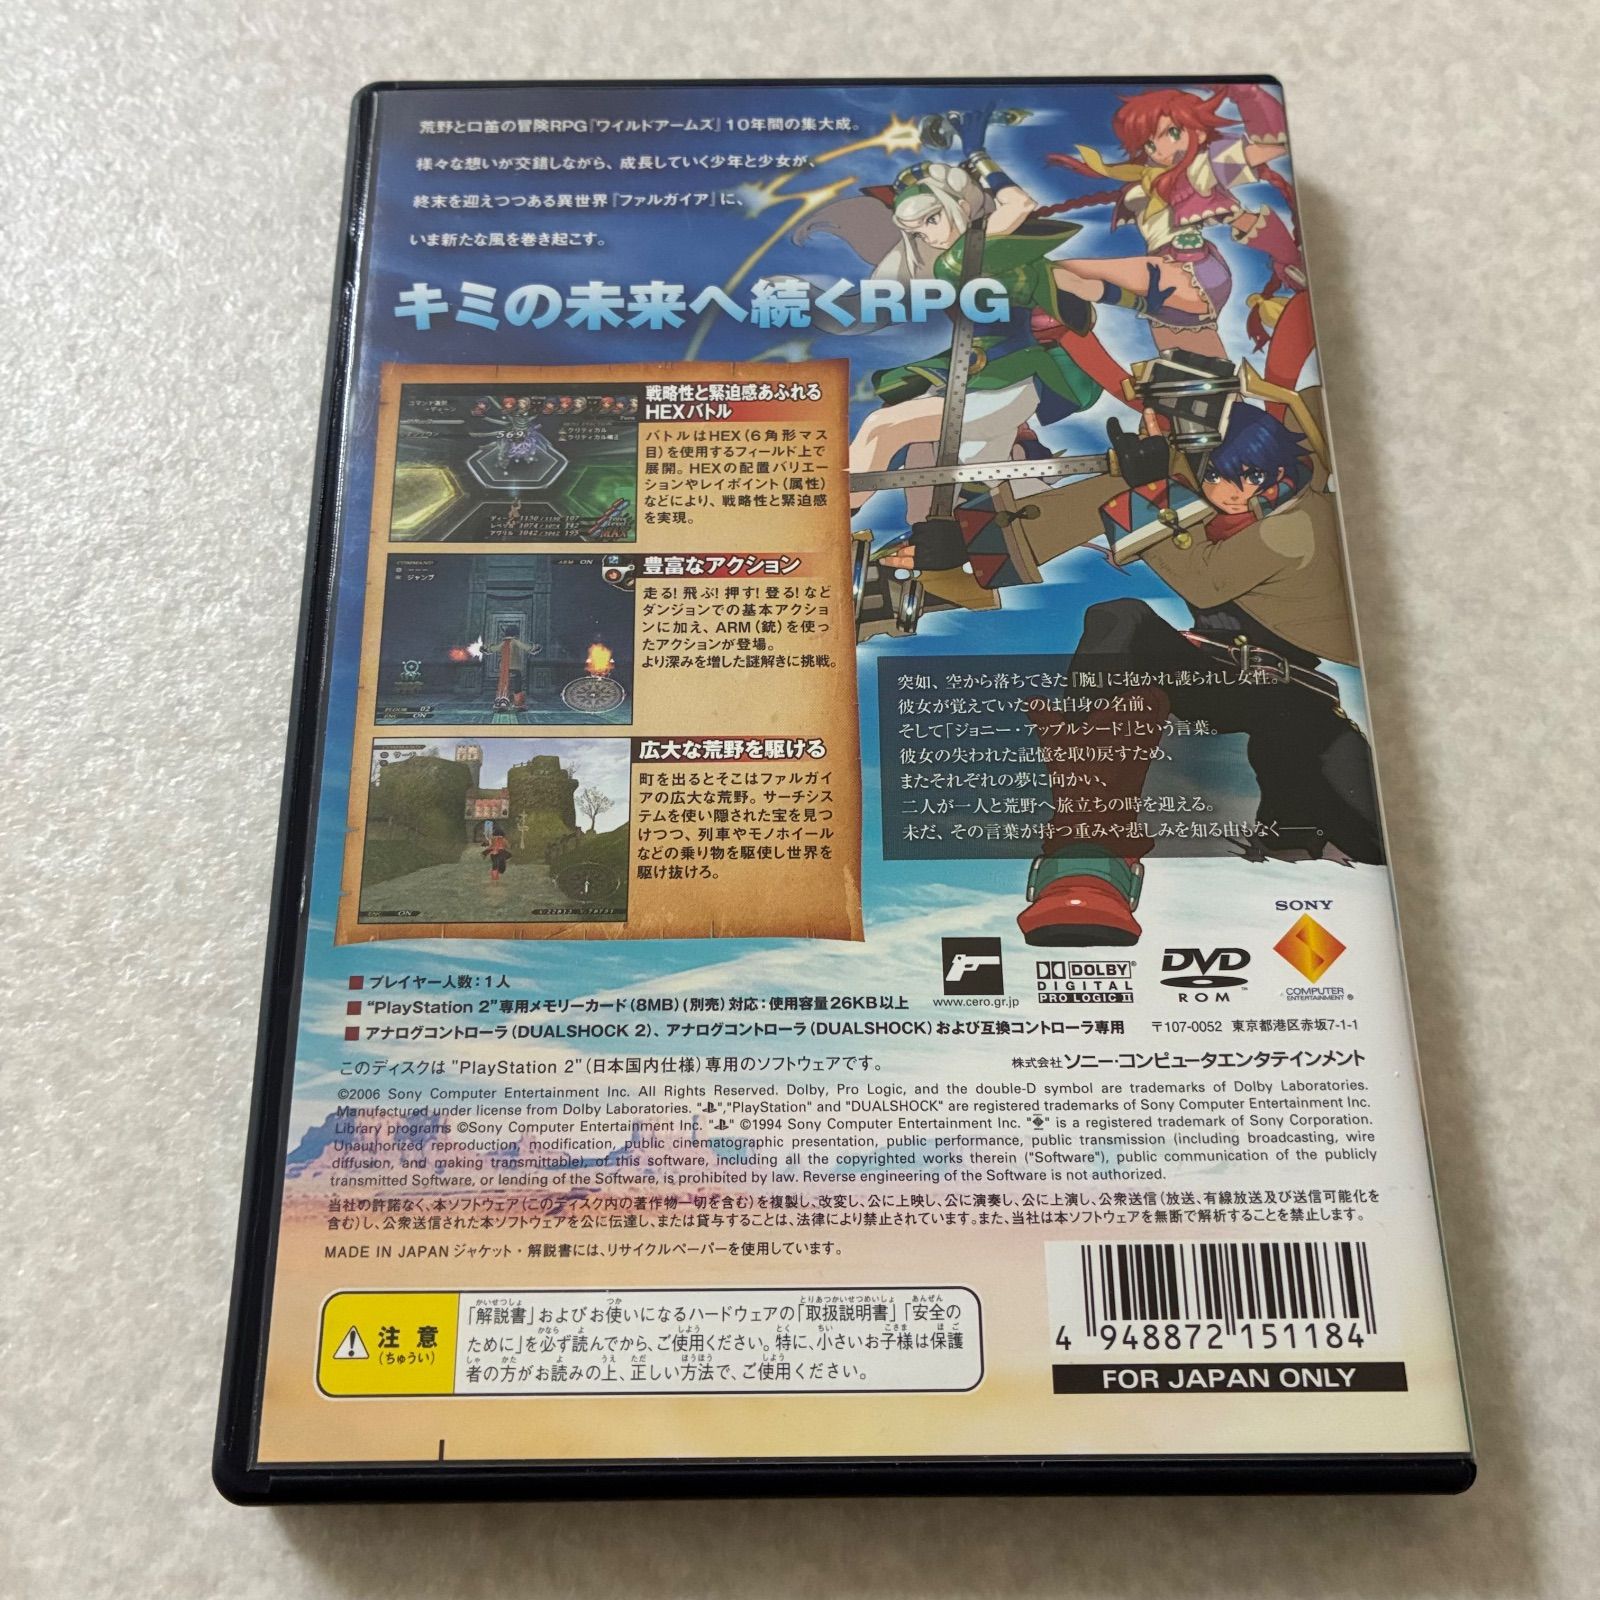 荒野と口笛の冒険RPG『ワイルドアームズ』10年間の集大成。
様々な想いが交錯しながら、成長していく少年と少女が、
終末を迎えつつある異世界『ファルガイア』に、
いま新たな風を巻き起こす。
キミの未来へ続くRPG
戦略性と緊迫感あふれる
HEXバトル
バトルはHEX(6角形マス
目)を使用するフィールド上で
展開。HEXの配置バリエー
ションやレイポイント(属性)
などにより、戦略性と緊迫感
を実現。
569
MAX
豊富なアクション
走る!飛ぶ!押す!登る!など
ダンジョンでの基本アクショ
ンに加え、ARM(銃)を使っ
たアクションが登場。
より深みを増した謎解きに挑戦。
COMMAND
ジャンプ
ARM ON
FLOOR 02
ENC ON
広大な荒野を駆ける
町を出るとそこはファルガイ
アの広大な荒野。サーチシス
テムを使い隠された宝を見つ
けつつ、列車やモノホイール
などの乗り物を駆使し世界を
駆け抜けろ。
ENC ON
突如、空から落ちてきた『腕』に抱かれ護られし女性。
彼女が覚えていたのは自身の名前、
そして「ジョニー・アップルシード」という言葉。
彼女の失われた記憶を取り戻すため、
またそれぞれの夢に向かい、
二人が一人と荒野へ旅立ちの時を迎える。
未だ、その言葉が持つ重みや悲しみを知る由もなく――。
www.cero.gr.jp
DOLBY
DIGITAL
PRO LOGIC II
DVD
ROM
SONY
COMPUTER
ENTERTAINMENT®
■ プレイヤー人数:1人
■ "PlayStation 2"専用メモリーカード(8MB)(別売)対応:使用容量26KB以上
■ アナログコントローラ(DUALSHOCK 2)、アナログコントローラ(DUALSHOCK)および互換コントローラ専用
〒107-0052 東京都港区赤坂7-1-1
このディスクは "PlayStation 2"(日本国内仕様)専用のソフトウェアです。
株式会社 ソニー・コンピュータエンタテインメント
©2006 Sony Computer Entertainment Inc. All Rights Reserved. Dolby, Pro Logic, and the double-D symbol are trademarks of Dolby Laboratories.
Manufactured under license from Dolby Laboratories. "","PlayStation" and "DUALSHOCK" are registered trademarks of Sony Computer Entertainment Inc.
Library programs ©Sony Computer Entertainment Inc. "" ©1994 Sony Computer Entertainment Inc. "" is a registered trademark of Sony Corporation.
Unauthorized reproduction, modification, public cinematographic presentation, public performance, public transmission (including broadcasting, wire
diffusion, and making transmittable), of this software, including all the copyrighted works therein ("Software"), public communication of the publicly
transmitted Software, or lending of the Software, is prohibited by law. Reverse engineering of the Software is not authorized.
当社の許諾なく、本ソフトウェア(このディスク内の著作物一切を含む)を複製し、改変し、公に上映し、公に演奏し、公に上演し、公衆送信(放送、有線放送及び送信可能化を
含む)し、公衆送信された本ソフトウェアを公に伝達し、または貸与することは、法律により禁止されています。また、当社は本ソフトウェアを無断で解析することを禁止します。
MADE IN JAPAN ジャケット・解説書には、リサイクルペーパーを使用しています。
注意
(ちゅうい)
「解説書」およびお使いになるハードウェアの「取扱説明書」「安全の
ために」を必ず読んでから、ご使用ください。特に、小さいお子様は保護
者の方がお読みの上、正しい方法で、ご使用ください。
4 948872 151184
FOR JAPAN ONLY